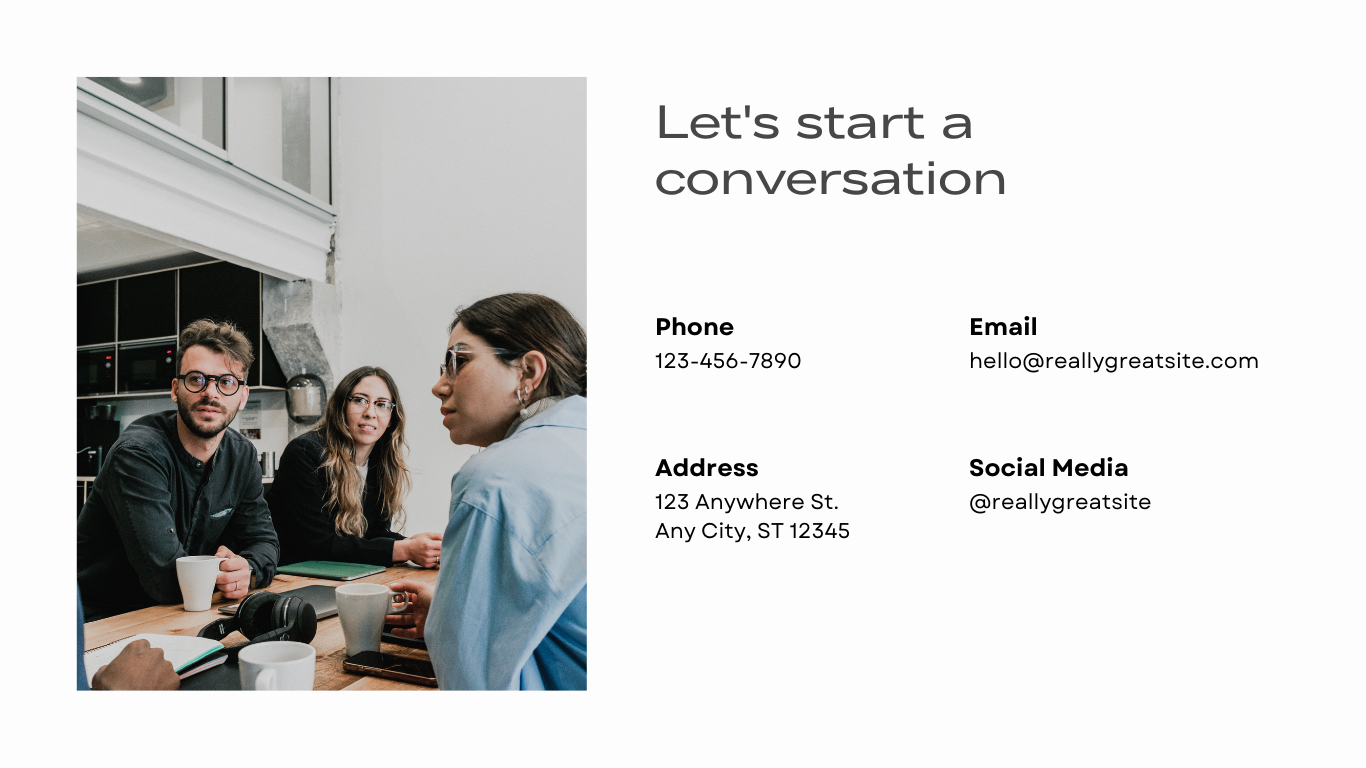 Let's start a
conversation
Phone
123-456-7890
Email
hello@reallygreatsite.com
Address
123 Anywhere St.
Any City, ST 12345
Social Media
@reallygreatsite